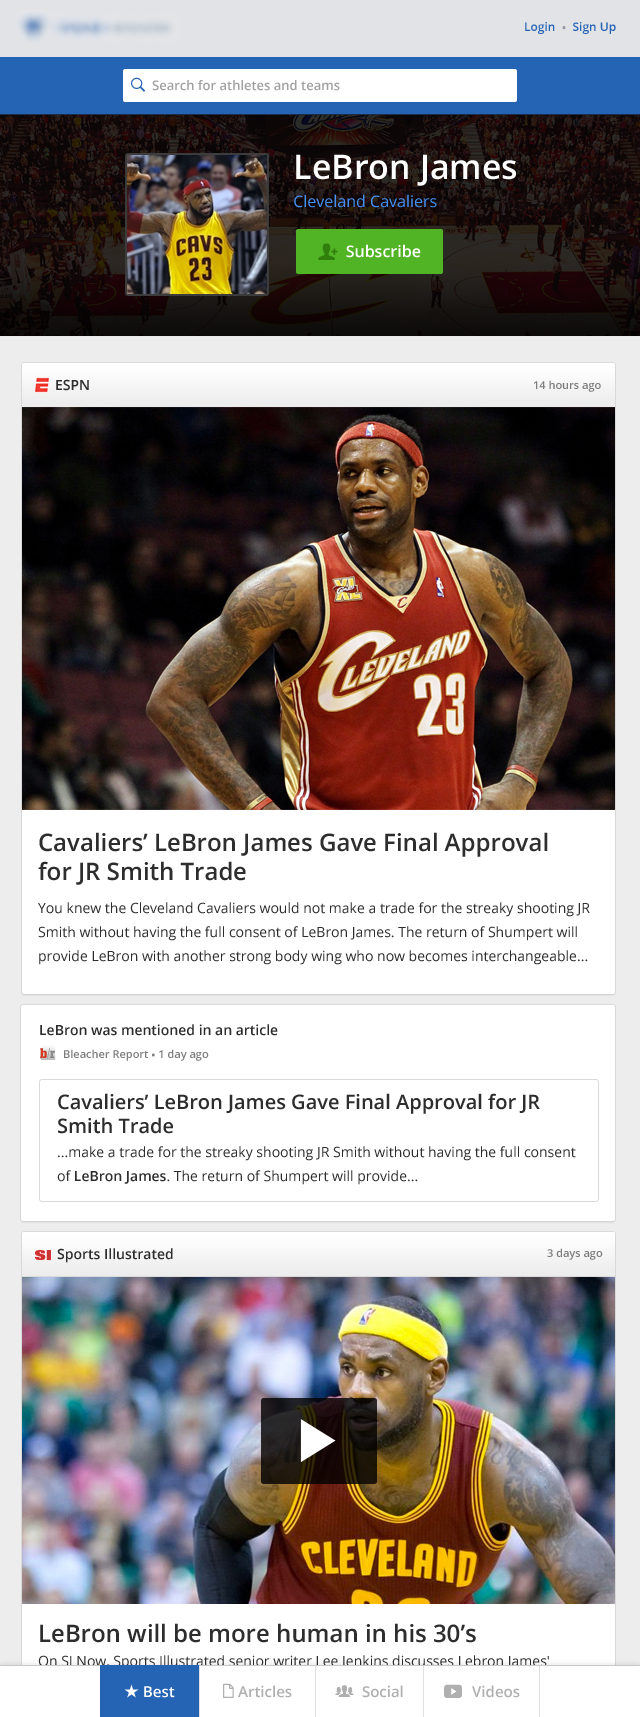 Login • Sign Up
Search for athletes and teams
LeBron James
Cleveland Cavaliers
CAVS
23
Subscribe
ESPN
14 hours ago
CLEVELAND
23
Cavaliers’ LeBron James Gave Final Approval
for JR Smith Trade
You knew the Cleveland Cavaliers would not make a trade for the streaky shooting JR
Smith without having the full consent of LeBron James. The return of Shumpert will
provide LeBron with another strong body wing who now becomes interchangeable...
LeBron was mentioned in an article
br Bleacher Report • 1 day ago
Cavaliers’ LeBron James Gave Final Approval for JR
Smith Trade
...make a trade for the streaky shooting JR Smith without having the full consent
of LeBron James. The return of Shumpert will provide...
SI Sports Illustrated
3 days ago
CLEVELAND
LeBron will be more human in his 30’s
On SI Now, Sports Illustrated senior writer Lee Jenkins discusses Lebron James'
Best
Articles
Social
Videos